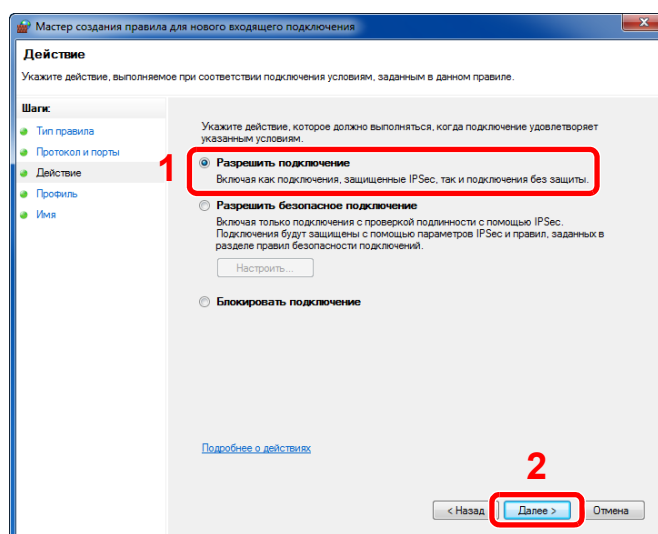 Мастер создания правила для нового входящего подключения
Действие
Укажите действие, выполняемое при соответствии подключения условиям, заданным в данном правиле.
Шаги:
Тип правила
Протокол и порты
Действие
Профиль
Имя
Укажите действие, которое должно выполняться, когда подключение удовлетворяет
указанным условиям.
1
Разрешить подключение
Включая как подключения, защищенные IPSec, так и подключения без защиты.
Разрешить безопасное подключение
Включая только подключения с проверкой подлинности с помощью IPSec.
Подключения будут защищены с помощью параметров IPSec и правил, заданных в
разделе правил безопасности подключений.
Настроить...
Блокировать подключение
Подробнее о действиях
2
< Назад
Далее >
Отмена